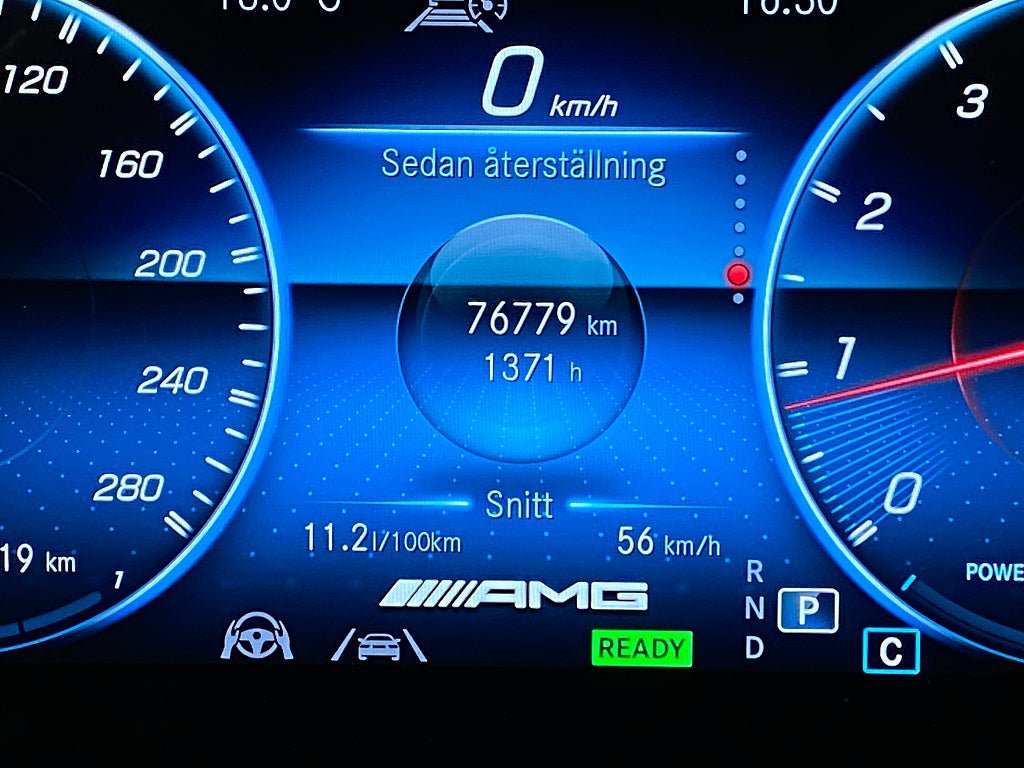 0 km/h
Sedan återställning
76779 km
1371 h
Snitt
11.2 l/100km
56 km/h
AMG
READY
120
160
200
240
280
19 km
1
3
2
1
0
R
N
D
P
C